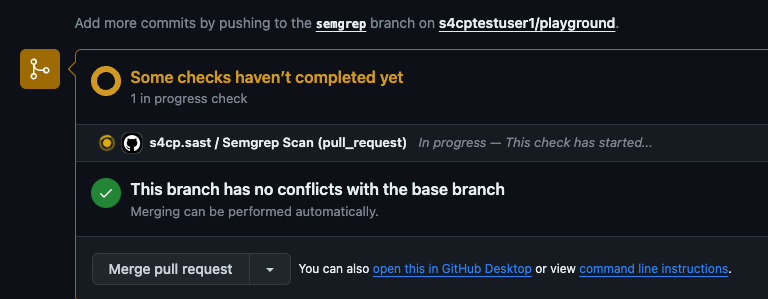 Add more commits by pushing to the semgrep branch on s4cptestuser1/playground.
Some checks haven't completed yet
1 in progress check
s4cp.sast / Semgrep Scan (pull_request) In progress — This check has started...
This branch has no conflicts with the base branch
Merging can be performed automatically.
Merge pull request You can also open this in GitHub Desktop or view command line instructions.